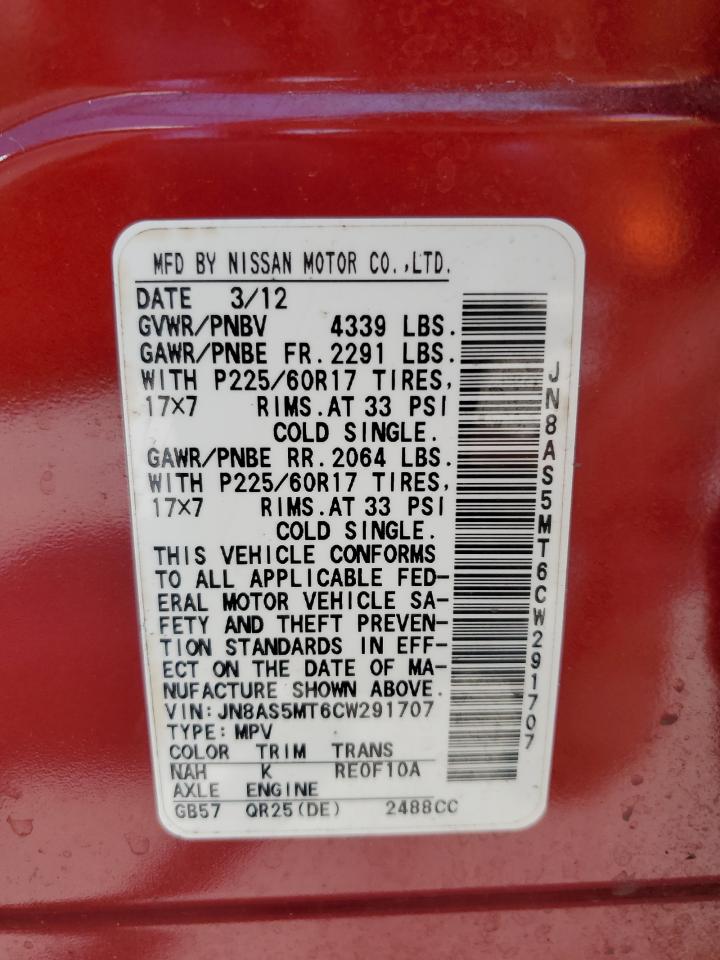 MFD BY NISSAN MOTOR CO.,LTD.
DATE 3/12
GVWR/PNBV 4339 LBS.
GAWR/PNBE FR.2291 LBS.
WITH P225/60R17 TIRES,
17×7 RIMS.AT 33 PSI
COLD SINGLE.
GAWR/PNBE RR.2064 LBS.
WITH P225/60R17 TIRES,
17×7 RIMS.AT 33 PSI
COLD SINGLE.
THIS VEHICLE CONFORMS
TO ALL APPLICABLE FED-
ERAL MOTOR VEHICLE SA-
FETY AND THEFT PREVEN-
TION STANDARDS IN EFF-
ECT ON THE DATE OF MA-
NUFACTURE SHOWN ABOVE.
VIN:JN8AS5MT6CW291707
TYPE:MPV
COLOR TRIM TRANS
NAH K RE0F10A
AXLE ENGINE
GB57 QR25(DE) 2488CC
JN8AS5MT6CW291707